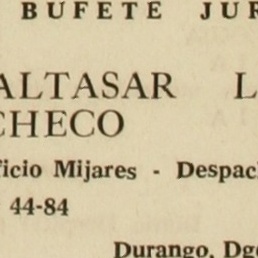 BUFETE JUR
ALTASAR L
CHECO
ficio Mijares - Despac
44-84
Durango, Dg